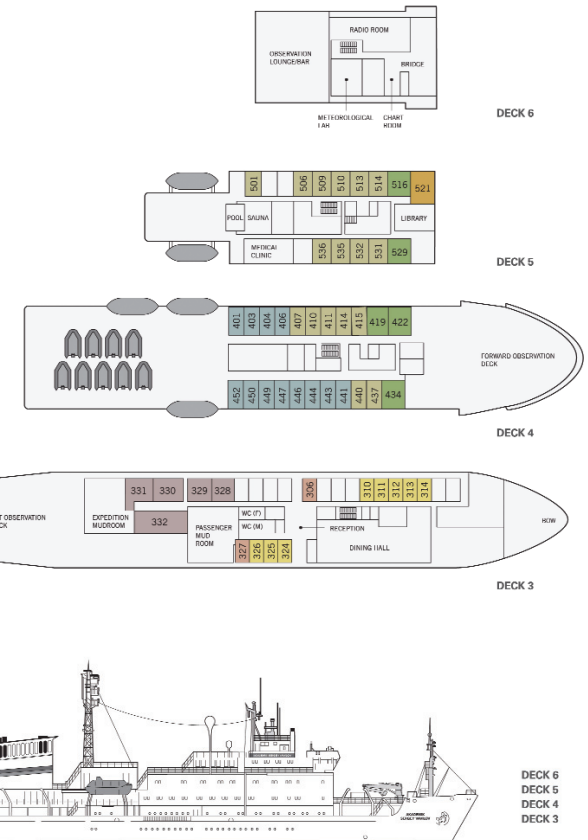 RADIO ROOM
OBSERVATION
LOUNGE/BAR
BRIDGE
METEOROLOGICAL
LAB
CHART
ROOM
DECK 6
501
506
509
510
513
514
516
521
POOL
SAUNA
LIBRARY
MEDICAL
CLINIC
536
535
532
531
529
DECK 5
401
403
404
406
407
410
411
414
415
419
422
FORWARD OBSERVATION
DECK
452
450
449
447
446
444
443
441
440
437
434
DECK 4
331
330
329
328
306
310
311
312
313
314
OBSERVATION
EXPEDITION
MUDROOM
332
PASSENGER
MUD
ROOM
WC (F)
WC (M)
RECEPTION
DINING HALL
BOW
327
326
325
324
DECK 3
DECK 6
DECK 5
DECK 4
DECK 3